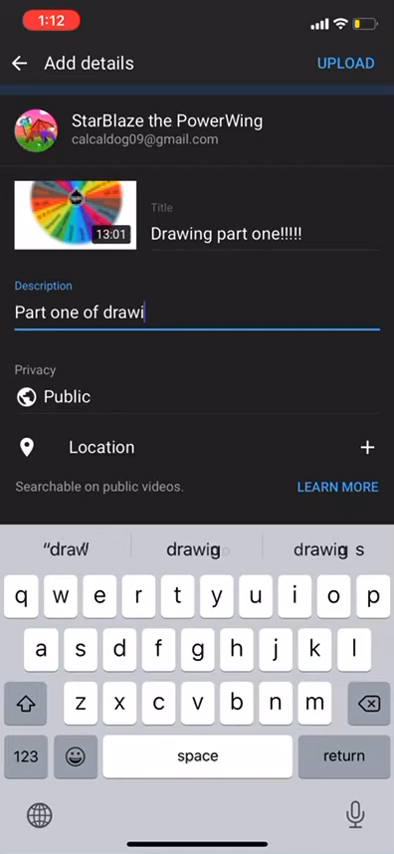 1:12
Add details
UPLOAD
StarBlaze the PowerWing
calcaldog09@gmail.com
13:01
Title
Drawing part one!!!!!
Description
Part one of drawi
Privacy
Public
Location +
Searchable on public videos.
LEARN MORE
q w e r t y u i o p
a s d f g h j k l
z x c v b n m
123
space
return